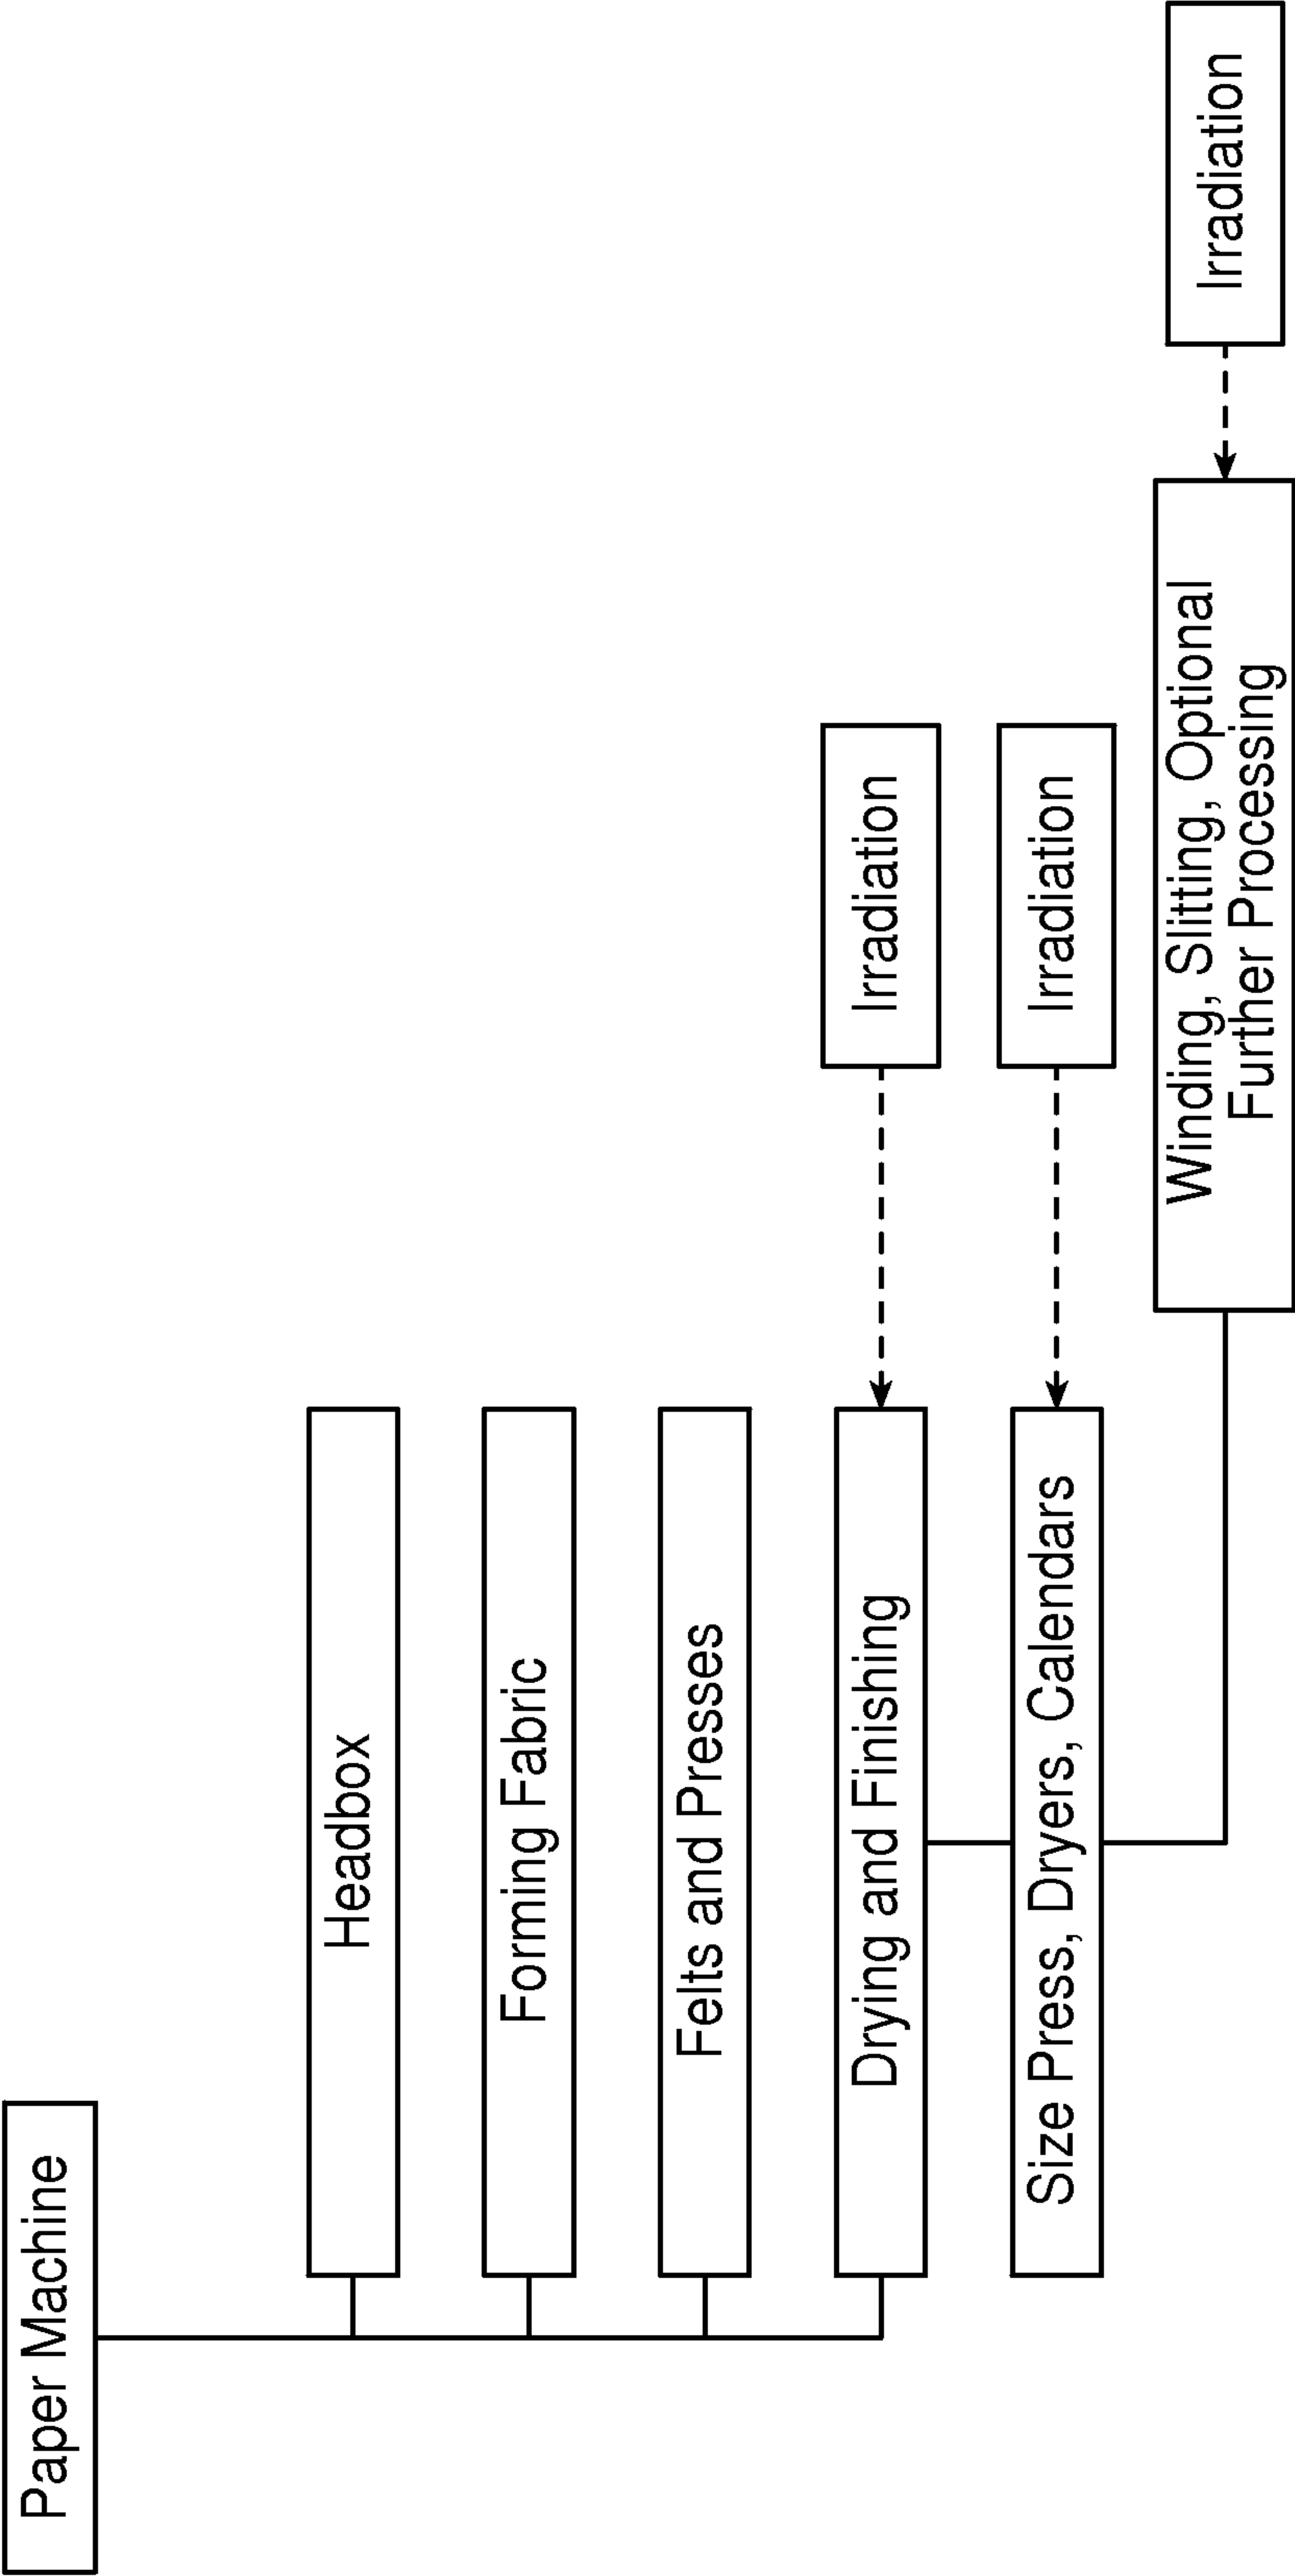 Paper Machine
Headbox
Forming Fabric
Felts and Presses
Drying and Finishing
Irradiation
Size Press, Dryers, Calendars
Irradiation
Winding, Slitting, Optional
Further Processing
Irradiation